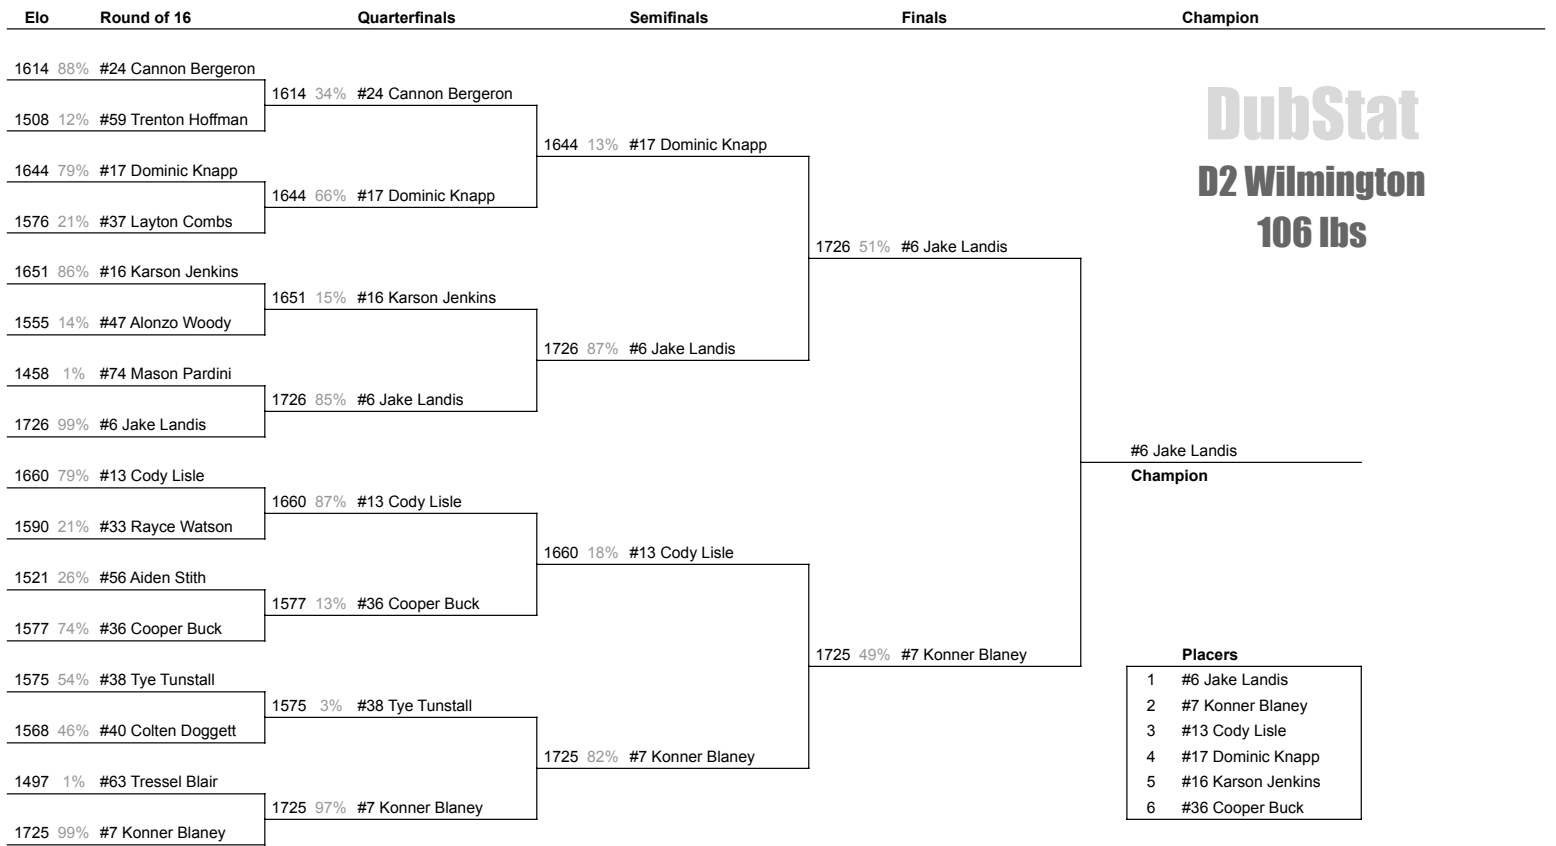 Elo Round of 16 Quarterfinals Semifinals Finals Champion
1614 88% #24 Cannon Bergeron
1614 34% #24 Cannon Bergeron
DubStat
1508 12% #59 Trenton Hoffman
1644 13% #17 Dominic Knapp
1644 79% #17 Dominic Knapp
D2 Wilmington
1644 66% #17 Dominic Knapp
1576 21% #37 Layton Combs
106 lbs
1726 51% #6 Jake Landis
1651 86% #16 Karson Jenkins
1651 15% #16 Karson Jenkins
1555 14% #47 Alonzo Woody
1726 87% #6 Jake Landis
1458 1% #74 Mason Pardini
1726 85% #6 Jake Landis
1726 99% #6 Jake Landis
#6 Jake Landis
1660 79% #13 Cody Lisle
Champion
1660 87% #13 Cody Lisle
1590 21% #33 Rayce Watson
1660 18% #13 Cody Lisle
1521 26% #56 Aiden Stith
1577 13% #36 Cooper Buck
1577 74% #36 Cooper Buck
1725 49% #7 Konner Blaney
Placers
1575 54% #38 Tye Tunstall
1 #6 Jake Landis
1575 3% #38 Tye Tunstall
2 #7 Konner Blaney
1568 46% #40 Colten Doggett
3 #13 Cody Lisle
1725 82% #7 Konner Blaney
4 #17 Dominic Knapp
1497 1% #63 Tressel Blair
5 #16 Karson Jenkins
1725 97% #7 Konner Blaney
6 #36 Cooper Buck
1725 99% #7 Konner Blaney